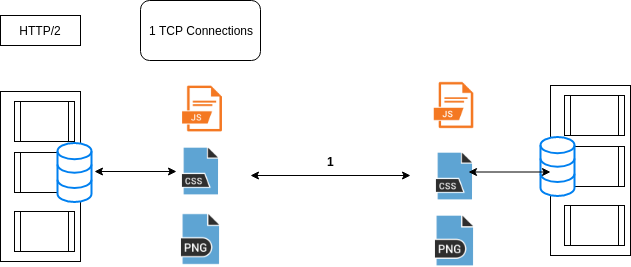 HTTP/2
1 TCP Connections
JS
JS
1
CSS
CSS
PNG
PNG